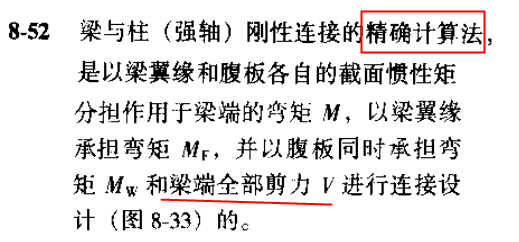 8-52 梁与柱（强轴）刚性连接的精确计算法，
是以梁翼缘和腹板各自的截面惯性矩
分担作用于梁端的弯矩 M，以梁翼缘
承担弯矩 MF，并以腹板同时承担弯
矩 MW 和梁端全部剪力 V 进行连接设
计（图 8-33）的。